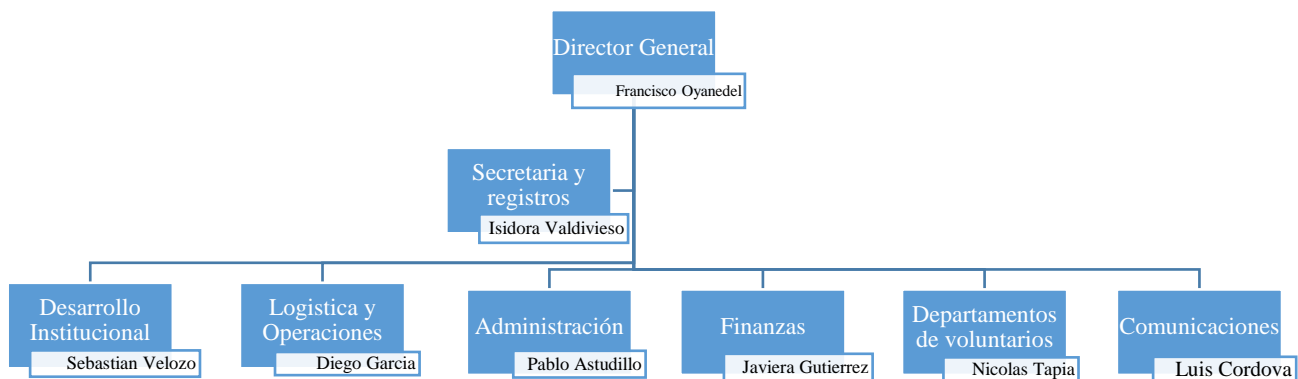 Director General
Francisco Oyanedel
Secretaria y
registros
Isidora Valdivieso
Desarrollo
Institucional
Sebastian Velozo
Logistica y
Operaciones
Diego Garcia
Administración
Pablo Astudillo
Finanzas
Javiera Gutierrez
Departamentos
de voluntarios
Nicolas Tapia
Comunicaciones
Luis Cordova